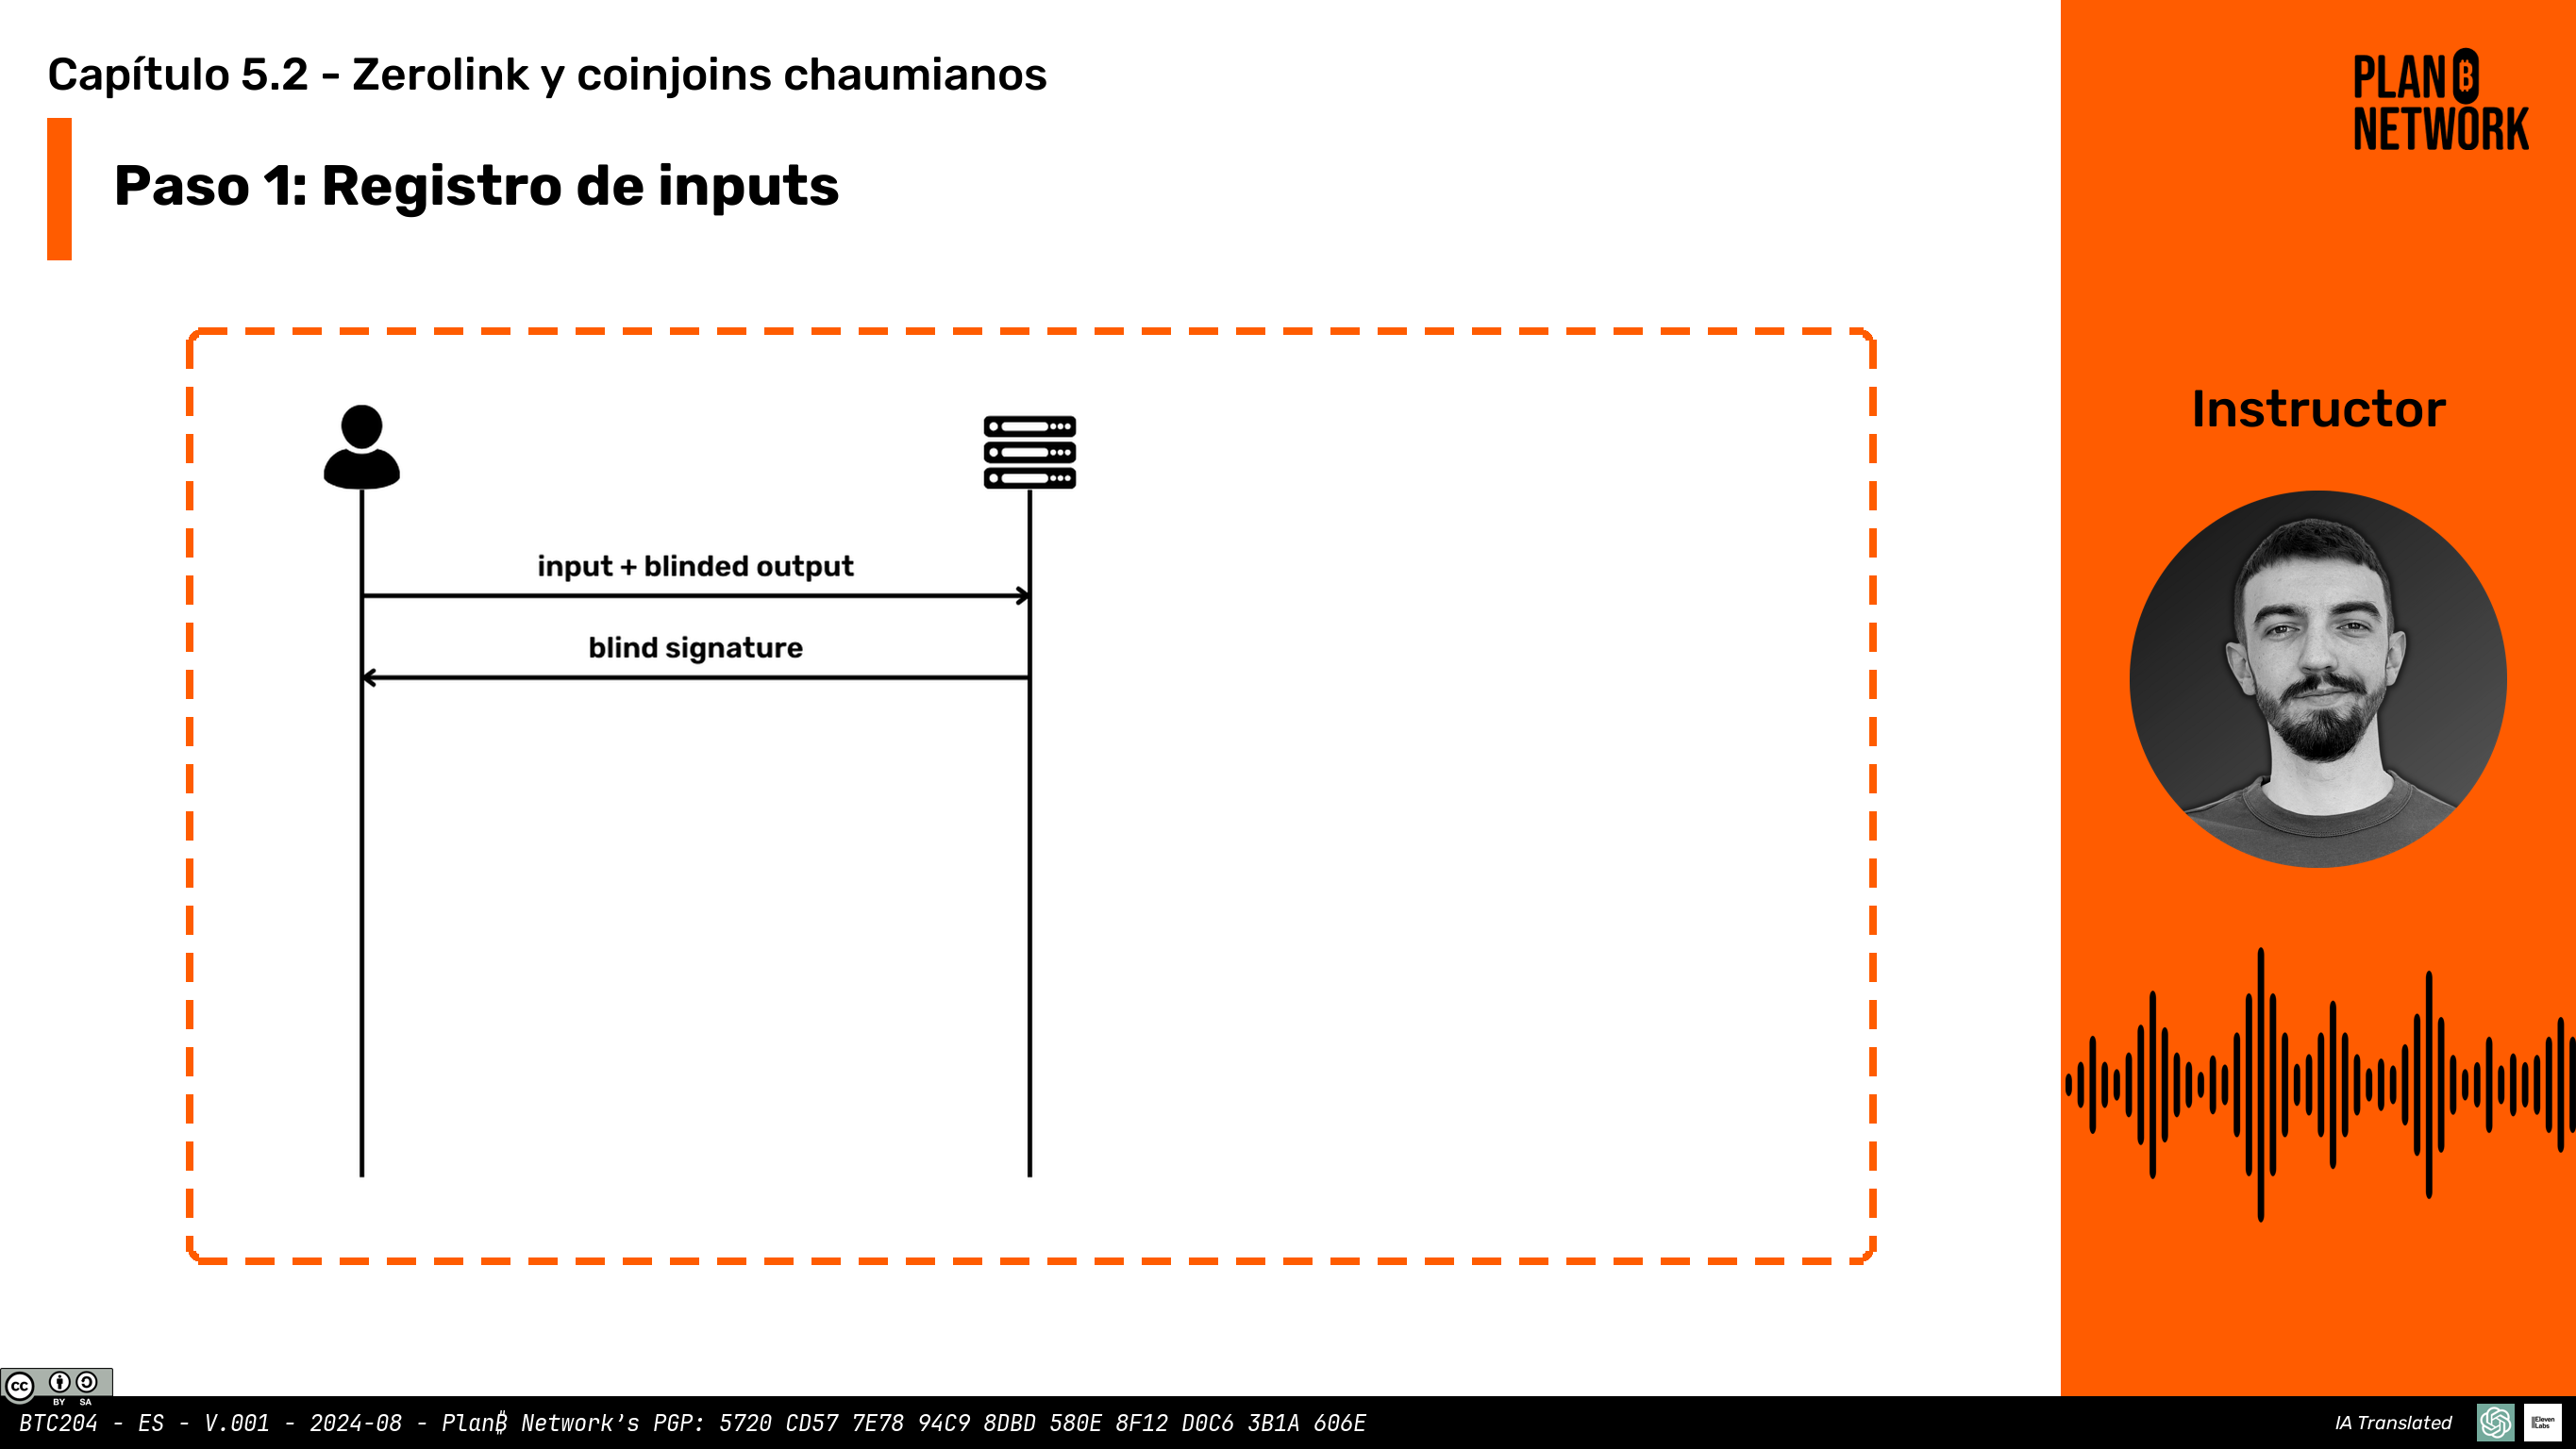 Capítulo 5.2 - Zerolink y coinjoins chaumianos
Paso 1: Registro de inputs
input + blinded output
blind signature
PLAN ₿
NETWORK
Instructor
cc
BY SA
BTC204 - ES - V.001 - 2024-08 - Plan₿ Network’s PGP: 5720 CD57 7E78 94C9 8DBD 580E 8F12 D0C6 3B1A 606E
IA Translated
IIElevenLabs